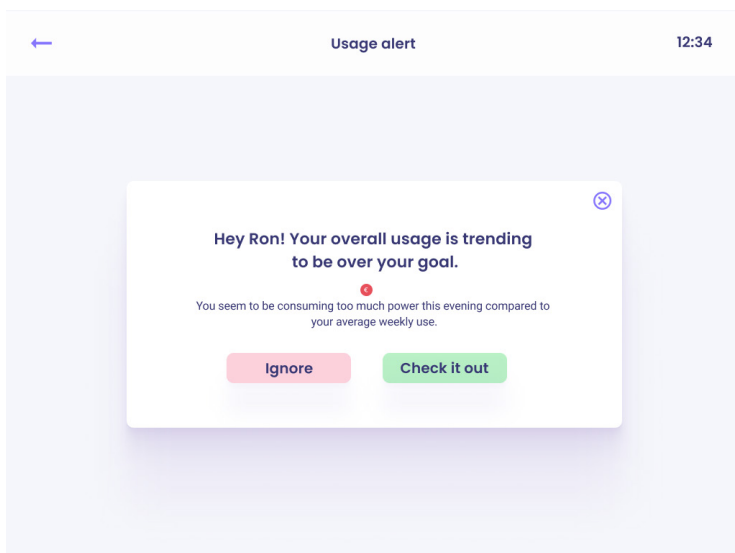 Usage alert
12:34
Hey Ron! Your overall usage is trending
to be over your goal.
€
You seem to be consuming too much power this evening compared to
your average weekly use.
Ignore
Check it out